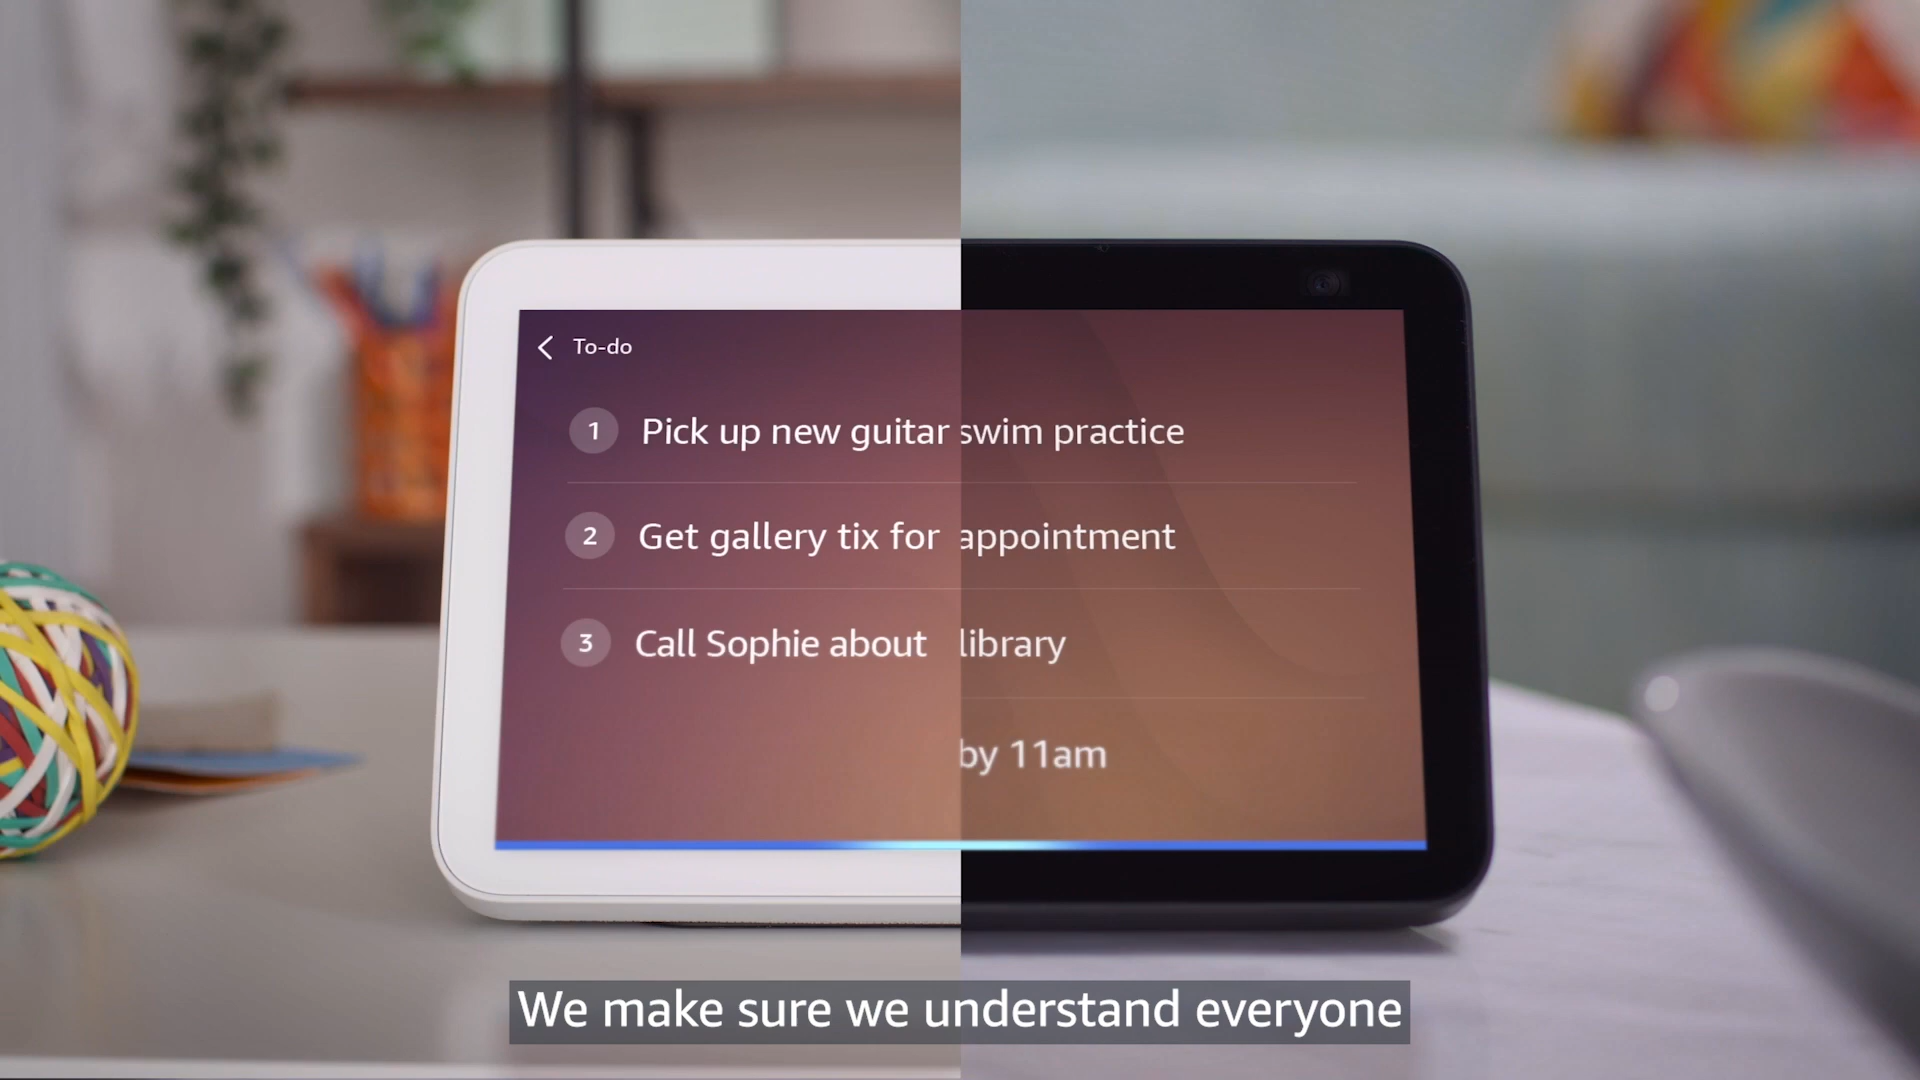 To-do
1 Pick up new guitar swim practice
2 Get gallery tix for appointment
3 Call Sophie about library
by 11am
We make sure we understand everyone